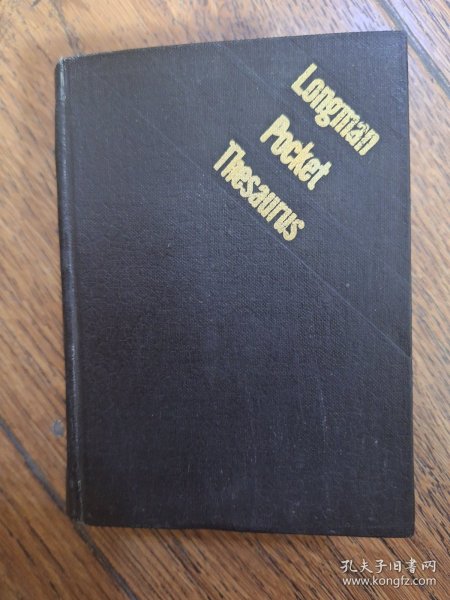 Longman
Pocket
Thesaurus
孔夫子旧书网
www.kongfz.com